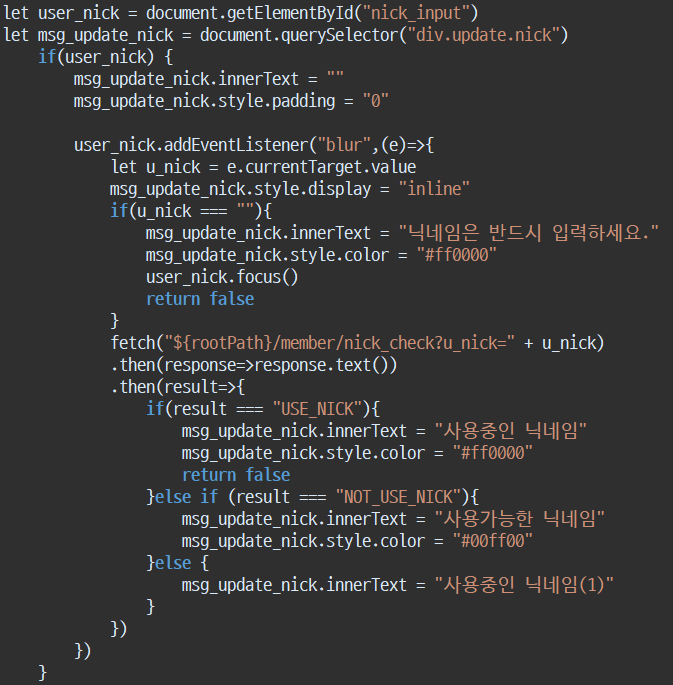 let user_nick = document.getElementById("nick_input")
let msg_update_nick = document.querySelector("div.update.nick")
    if(user_nick) {
        msg_update_nick.innerText = ""
        msg_update_nick.style.padding = "0"

        user_nick.addEventListener("blur",(e)=>{
            let u_nick = e.currentTarget.value
            msg_update_nick.style.display = "inline"
            if(u_nick === ""){
                msg_update_nick.innerText = "닉네임은 반드시 입력하세요."
                msg_update_nick.style.color = "#ff0000"
                user_nick.focus()
                return false
            }
            fetch("${rootPath}/member/nick_check?u_nick=" + u_nick)
            .then(response=>response.text())
            .then(result=>{
                if(result === "USE_NICK"){
                    msg_update_nick.innerText = "사용중인 닉네임"
                    msg_update_nick.style.color = "#ff0000"
                    return false
                }else if (result === "NOT_USE_NICK"){
                    msg_update_nick.innerText = "사용가능한 닉네임"
                    msg_update_nick.style.color = "#00ff00"
                }else {
                    msg_update_nick.innerText = "사용중인 닉네임(1)"
                }
            })
        })
    }